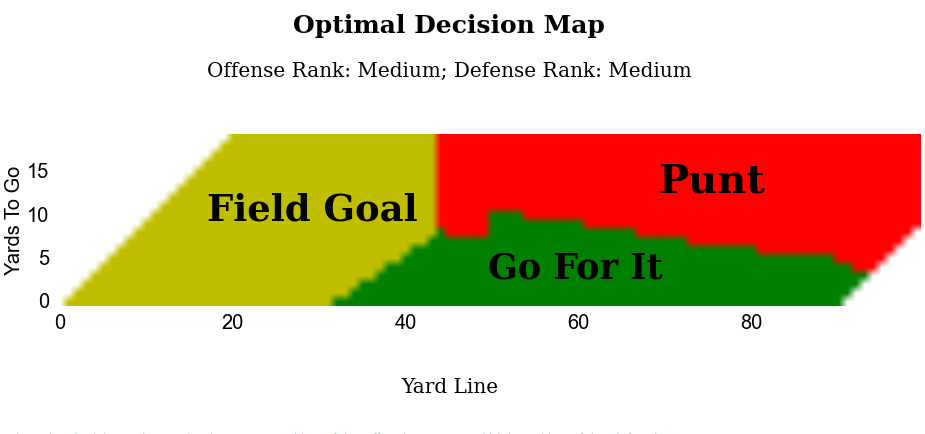 Optimal Decision Map
Offense Rank: Medium; Defense Rank: Medium
Yards To Go
15
10
5
0
Field Goal
Punt
Go For It
0 20 40 60 80
Yard Line